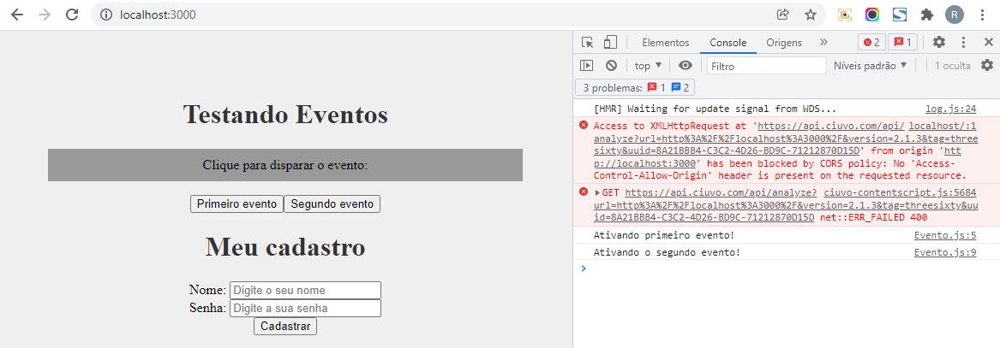 localhost:3000
R
Testando Eventos
Clique para disparar o evento:
Primeiro evento Segundo evento
Meu cadastro
Nome: Digite o seu nome
Senha: Digite a sua senha
Cadastrar
Elementos Console Origens » 2 1
top ▼ Filtro Níveis padrão ▼ 1 oculta
3 problemas: 1 2
[HMR] Waiting for update signal from WDS... log.js:24
Access to XMLHttpRequest at 'https://api.ciuvo.com/api/ localhost/:1
analyze?url=http%3A%2F%2Flocalhost%3A3000%2F&version=2.1.3&tag=three
sixty&uuid=8A21BBB4-C3C2-4D26-BD9C-71212870D15D' from origin 'htt
p://localhost:3000' has been blocked by CORS policy: No 'Access-
Control-Allow-Origin' header is present on the requested resource.
GET https://api.ciuvo.com/api/analyze? ciuvo-contentscript.js:5684
url=http%3A%2F%2Flocalhost%3A3000%2F&version=2.1.3&tag=threesixty&uu
id=8A21BBB4-C3C2-4D26-BD9C-71212870D15D net::ERR_FAILED 400
Ativando primeiro evento! Evento.js:5
Ativando o segundo evento! Evento.js:9